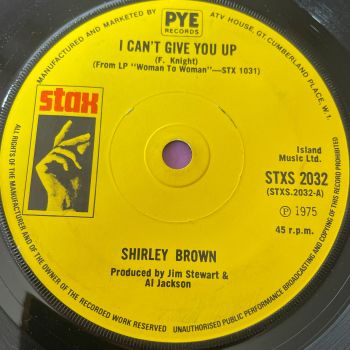 MANUFACTURED AND MARKETED BY
PYE
RECORDS
ATV HOUSE, GT CUMBERLAND PLACE, W.1.
I CAN'T GIVE YOU UP
(F. Knight)
(From LP "Woman To Woman"—STX 1031)
stax
Island
Music Ltd.
STXS 2032
(STXS.2032-A)
Ⓟ 1975
45 r.p.m.
SHIRLEY BROWN
Produced by Jim Stewart &
Al Jackson
ALL RIGHTS OF THE MANUFACTURER AND OF THE OWNER OF THE RECORDED WORK RESERVED
UNAUTHORISED PUBLIC PERFORMANCE BROADCASTING AND COPYING OF THIS RECORD PROHIBITED